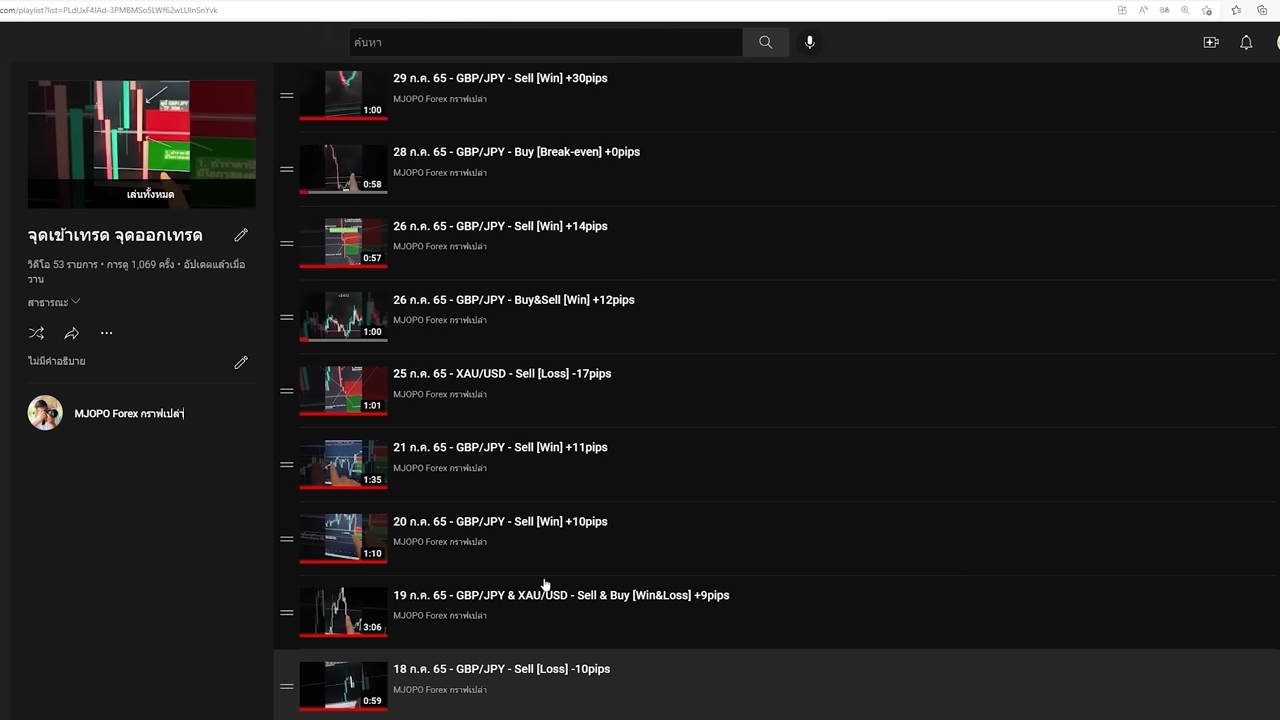 com/playlist?list=PLdUxF4IAd-3PMBMSo5LWf62wLUInSnYvk
ค้นหา
เล่นทั้งหมด
จุดเข้าเทรด จุดออกเทรด
วิดีโอ 53 รายการ • การดู 1,069 ครั้ง • อัปเดตแล้วเมื่อ
วาน
สาธารณะ
ไม่มีคำอธิบาย
MJOPO Forex กราฟเปล่า
29 ก.ค. 65 - GBP/JPY - Sell [Win] +30pips
MJOPO Forex กราฟเปล่า
1:00
28 ก.ค. 65 - GBP/JPY - Buy [Break-even] +0pips
MJOPO Forex กราฟเปล่า
0:58
26 ก.ค. 65 - GBP/JPY - Sell [Win] +14pips
MJOPO Forex กราฟเปล่า
0:57
26 ก.ค. 65 - GBP/JPY - Buy&Sell [Win] +12pips
MJOPO Forex กราฟเปล่า
1:00
25 ก.ค. 65 - XAU/USD - Sell [Loss] -17pips
MJOPO Forex กราฟเปล่า
1:01
21 ก.ค. 65 - GBP/JPY - Sell [Win] +11pips
MJOPO Forex กราฟเปล่า
1:35
20 ก.ค. 65 - GBP/JPY - Sell [Win] +10pips
MJOPO Forex กราฟเปล่า
1:10
19 ก.ค. 65 - GBP/JPY & XAU/USD - Sell & Buy [Win&Loss] +9pips
MJOPO Forex กราฟเปล่า
3:06
18 ก.ค. 65 - GBP/JPY - Sell [Loss] -10pips
MJOPO Forex กราฟเปล่า
0:59